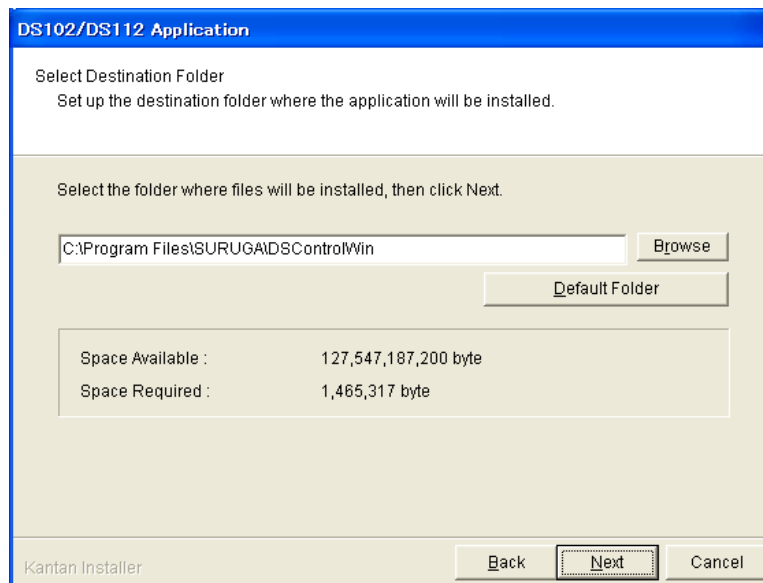 DS102/DS112 Application
Select Destination Folder
Set up the destination folder where the application will be installed.
Select the folder where files will be installed, then click Next.
C:\Program Files\SURUGA\DSControlWin
Browse
Default Folder
Space Available : 127,547,187,200 byte
Space Required : 1,465,317 byte
Kantan Installer
Back Next Cancel